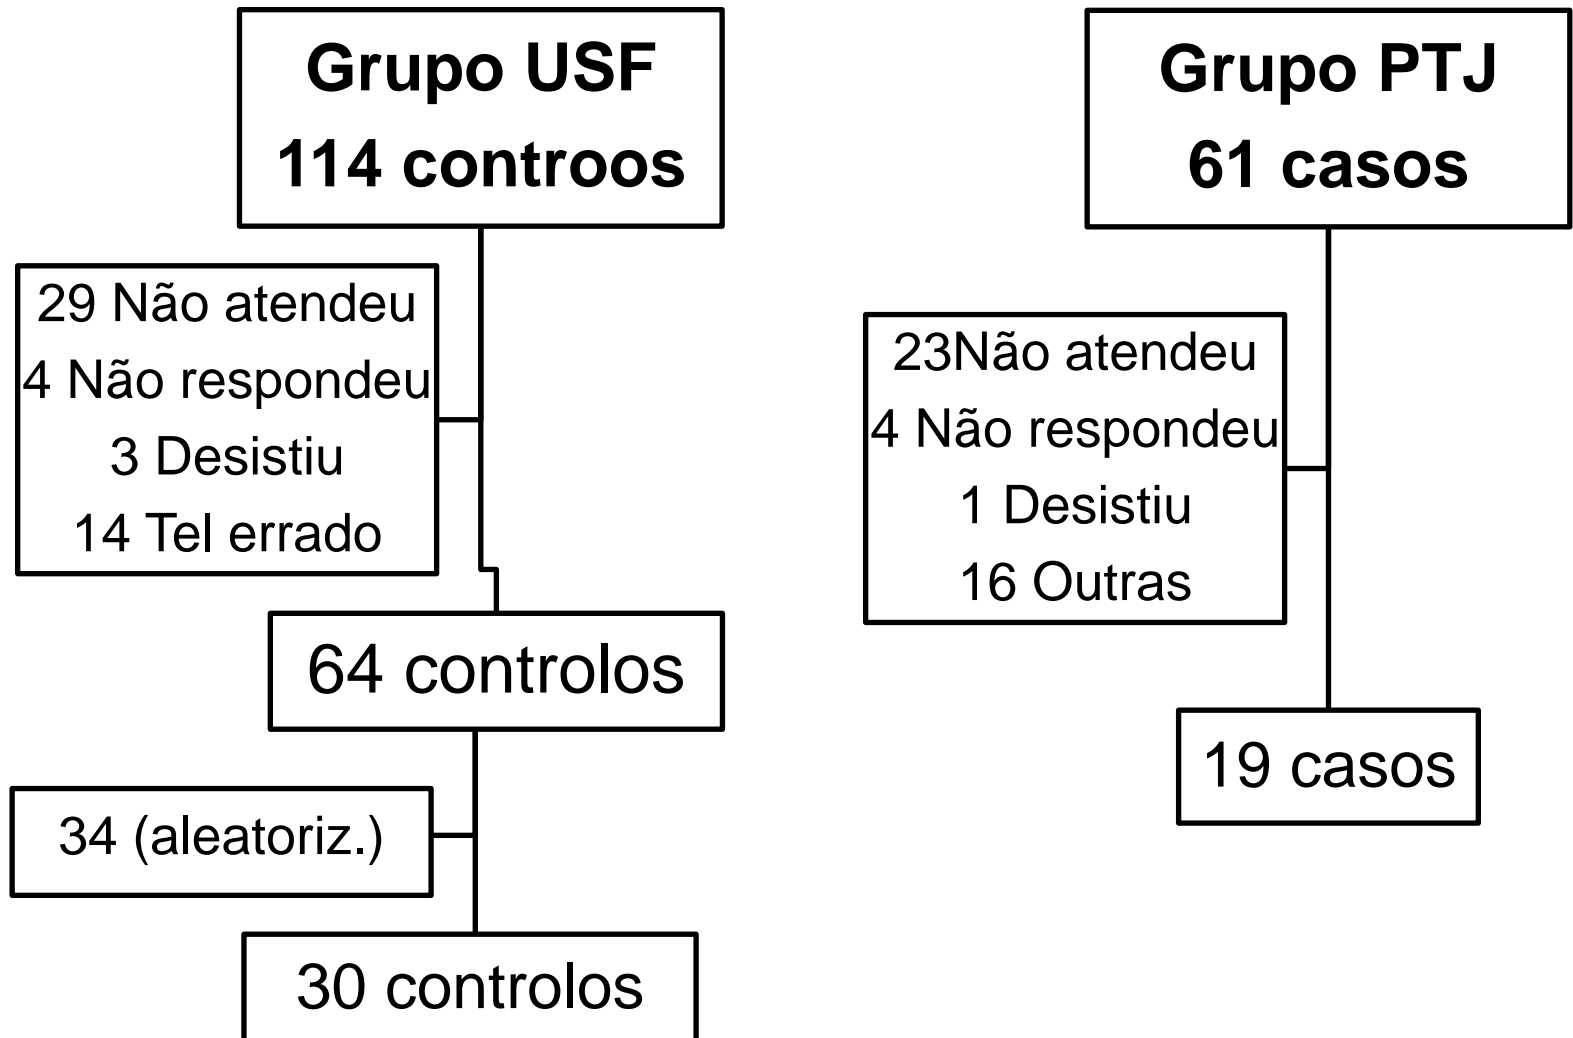 Grupo USF
114 controos
29 Não atendeu
4 Não respondeu
3 Desistiu
14 Tel errado
64 controlos
34 (aleatoriz.)
30 controlos
Grupo PTJ
61 casos
23Não atendeu
4 Não respondeu
1 Desistiu
16 Outras
19 casos